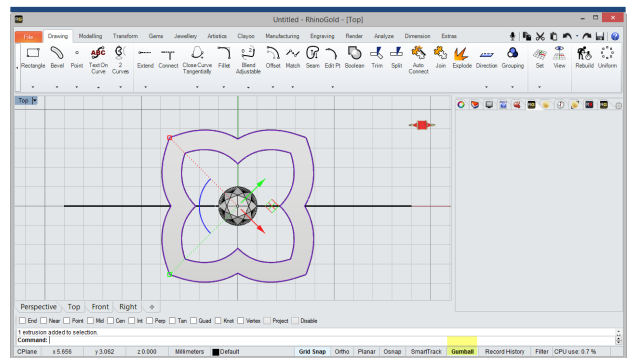 Untitled - RhinoGold - [Top]
File Drawing Modelling Transform Gems Jewellery Artistics Clayoo Manufacturing Engraving Render Analyze Dimension Extras
Rectangle Bevel Point Text On Curve 2 Curves Extend Connect Close Curve Tangentially Fillet Blend Adjustable Offset Match Seam Edit Pt Boolean Trim Split Auto Connect Join Explode Direction Grouping Set View Rebuild Uniform
Top
Perspective Top Front Right
End Near Point Mid Cen Int Perp Tan Quad Knot Vertex Project Disable
1 extrusion added to selection.
Command:
CPlane x 5.656 y 3.062 z 0.000 Millimeters Default Grid Snap Ortho Planar Osnap SmartTrack Gumball Record History Filter CPU use: 0.7 %